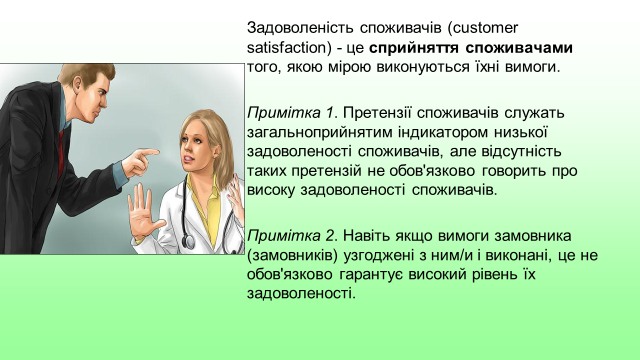 Задоволеність споживачів (customer
satisfaction) - це сприйняття споживачами
того, якою мірою виконуються їхні вимоги.
Примітка 1. Претензії споживачів служать
загальноприйнятим індикатором низької
задоволеності споживачів, але відсутність
таких претензій не обов'язково говорить про
високу задоволеності споживачів.
Примітка 2. Навіть якщо вимоги замовника
(замовників) узгоджені з ним/и і виконані, це не
обов'язково гарантує високий рівень їх
задоволеності.